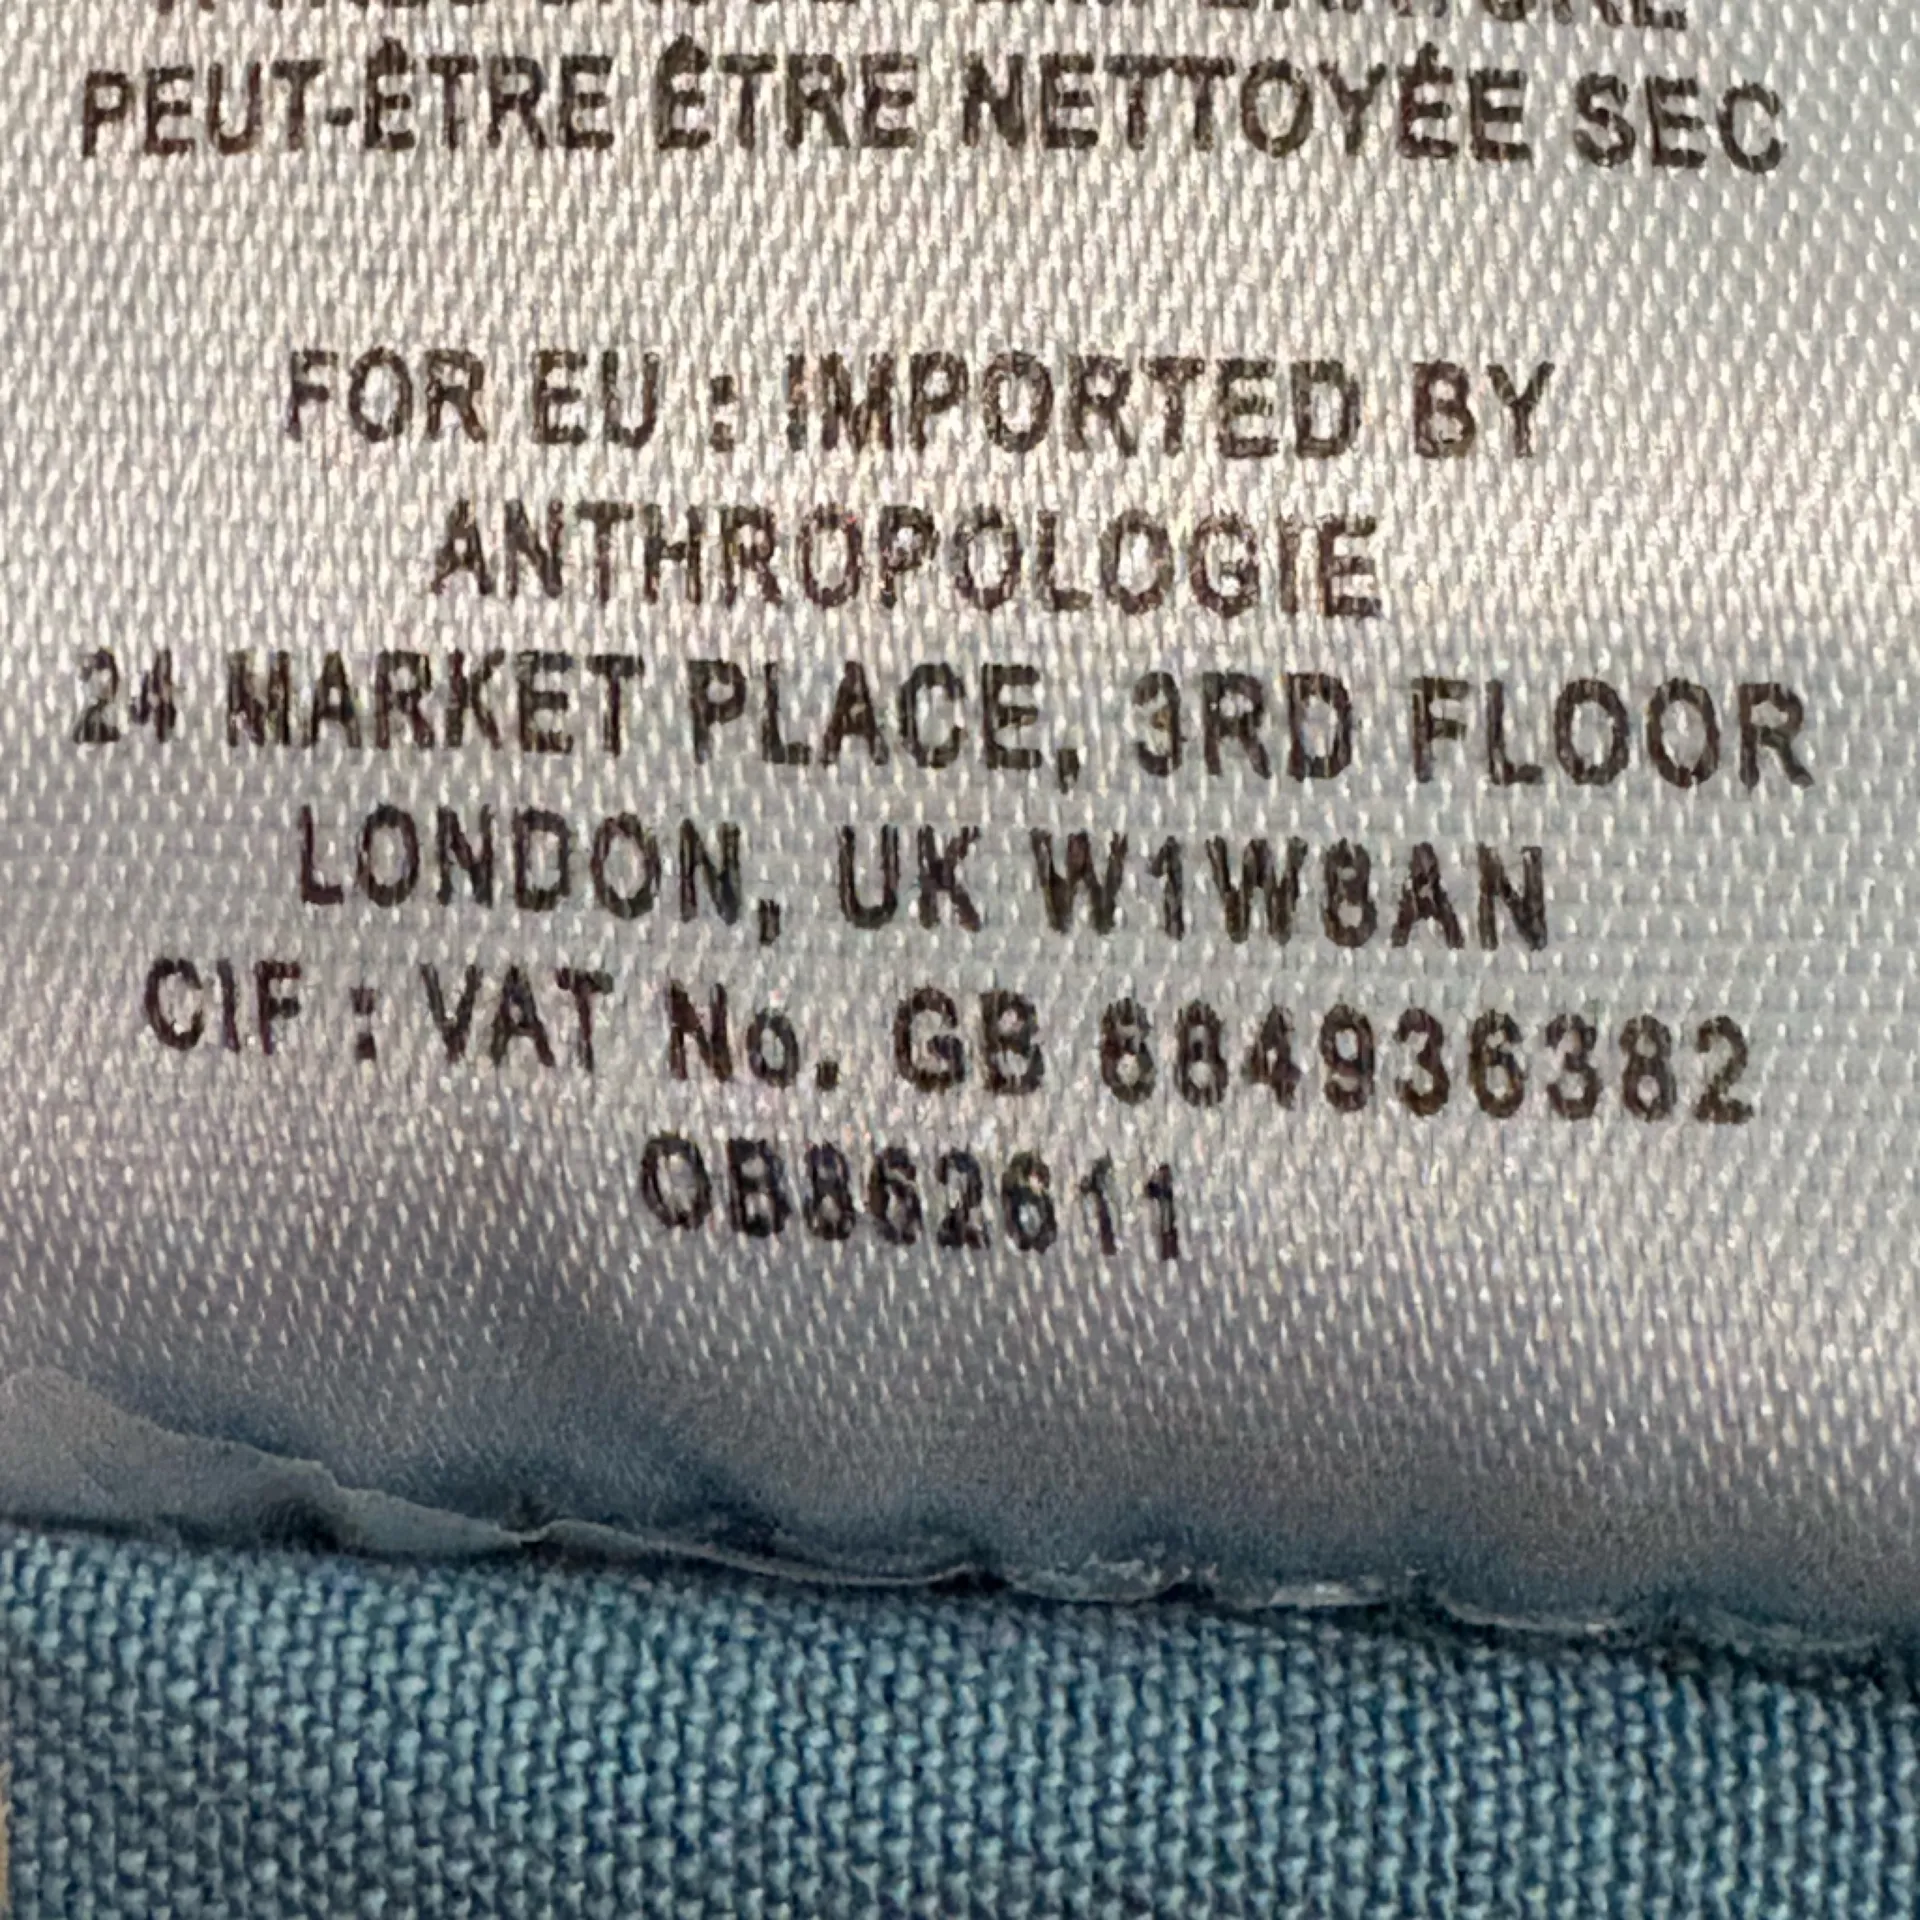 PEUT-ÊTRE ÊTRE NETTOYÉE SEC
FOR EU : IMPORTED BY
ANTHROPOLOGIE
24 MARKET PLACE, 3RD FLOOR
LONDON, UK W1W8AN
CIF : VAT No. GB 684936382
OB862611